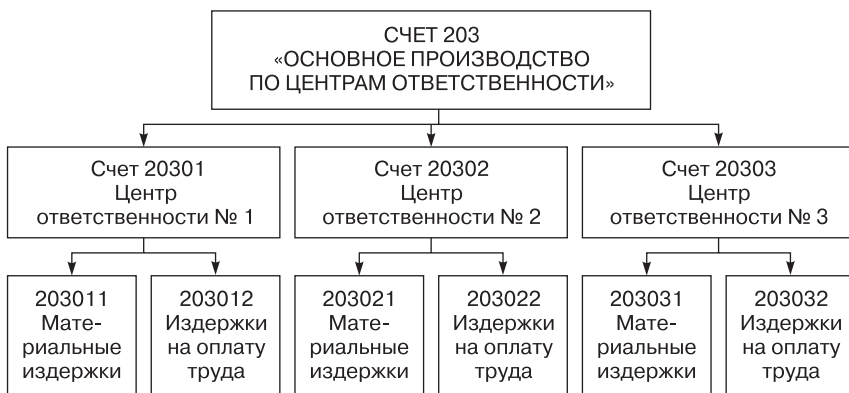 СЧЕТ 203
«ОСНОВНОЕ ПРОИЗВОДСТВО
ПО ЦЕНТРАМ ОТВЕТСТВЕННОСТИ»
Счет 20301
Центр
ответственности № 1
Счет 20302
Центр
ответственности № 2
Счет 20303
Центр
ответственности № 3
203011
Мате-
риальные
издержки
203012
Издержки
на оплату
труда
203021
Мате-
риальные
издержки
203022
Издержки
на оплату
труда
203031
Мате-
риальные
издержки
203032
Издержки
на оплату
труда